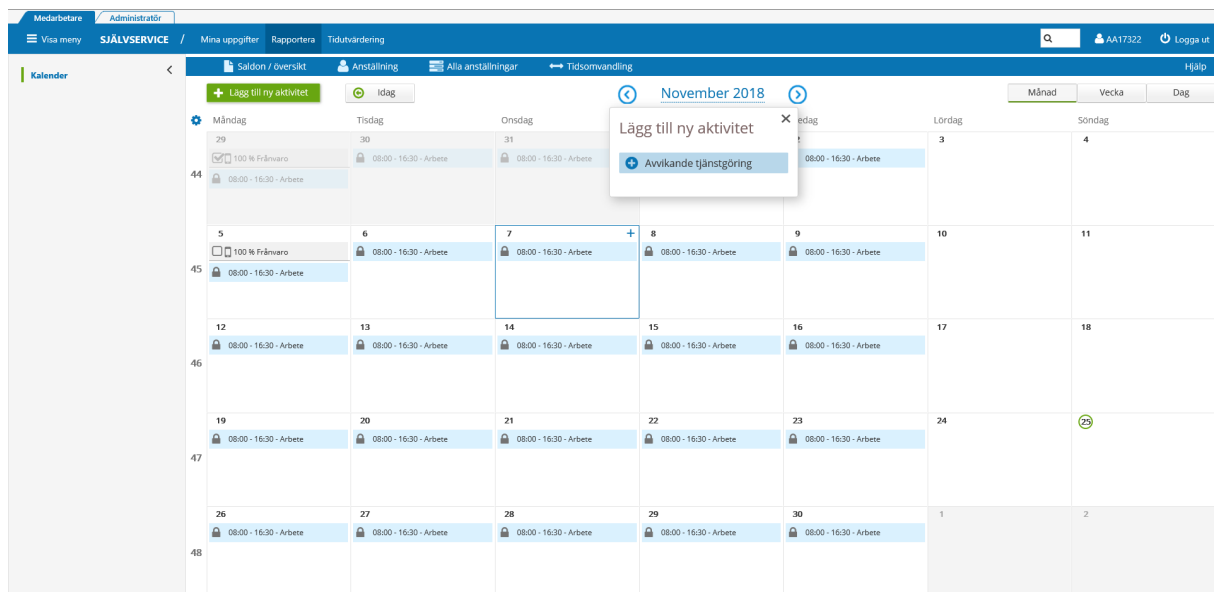 Medarbetare Administratör
Visa meny SJÄLVSERVICE / Mina uppgifter Rapportera Tidutvärdering AA17322 Logga ut
Kalender Saldon / översikt Anställning Alla anställningar Tidsomvandling Hjälp
Lägg till ny aktivitet Idag November 2018 Månad Vecka Dag
Måndag Tisdag Onsdag edag Lördag Söndag
Lägg till ny aktivitet
Avvikande tjänstgöring
29 30 31 3 4
100 % Frånvaro 08:00 - 16:30 - Arbete 08:00 - 16:30 - Arbete 08:00 - 16:30 - Arbete
44 08:00 - 16:30 - Arbete
5 6 7 8 9 10 11
100 % Frånvaro 08:00 - 16:30 - Arbete 08:00 - 16:30 - Arbete 08:00 - 16:30 - Arbete 08:00 - 16:30 - Arbete
45 08:00 - 16:30 - Arbete
12 13 14 15 16 17 18
08:00 - 16:30 - Arbete 08:00 - 16:30 - Arbete 08:00 - 16:30 - Arbete 08:00 - 16:30 - Arbete 08:00 - 16:30 - Arbete
46
19 20 21 22 23 24 25
08:00 - 16:30 - Arbete 08:00 - 16:30 - Arbete 08:00 - 16:30 - Arbete 08:00 - 16:30 - Arbete 08:00 - 16:30 - Arbete
47
26 27 28 29 30 1 2
08:00 - 16:30 - Arbete 08:00 - 16:30 - Arbete 08:00 - 16:30 - Arbete 08:00 - 16:30 - Arbete 08:00 - 16:30 - Arbete
48